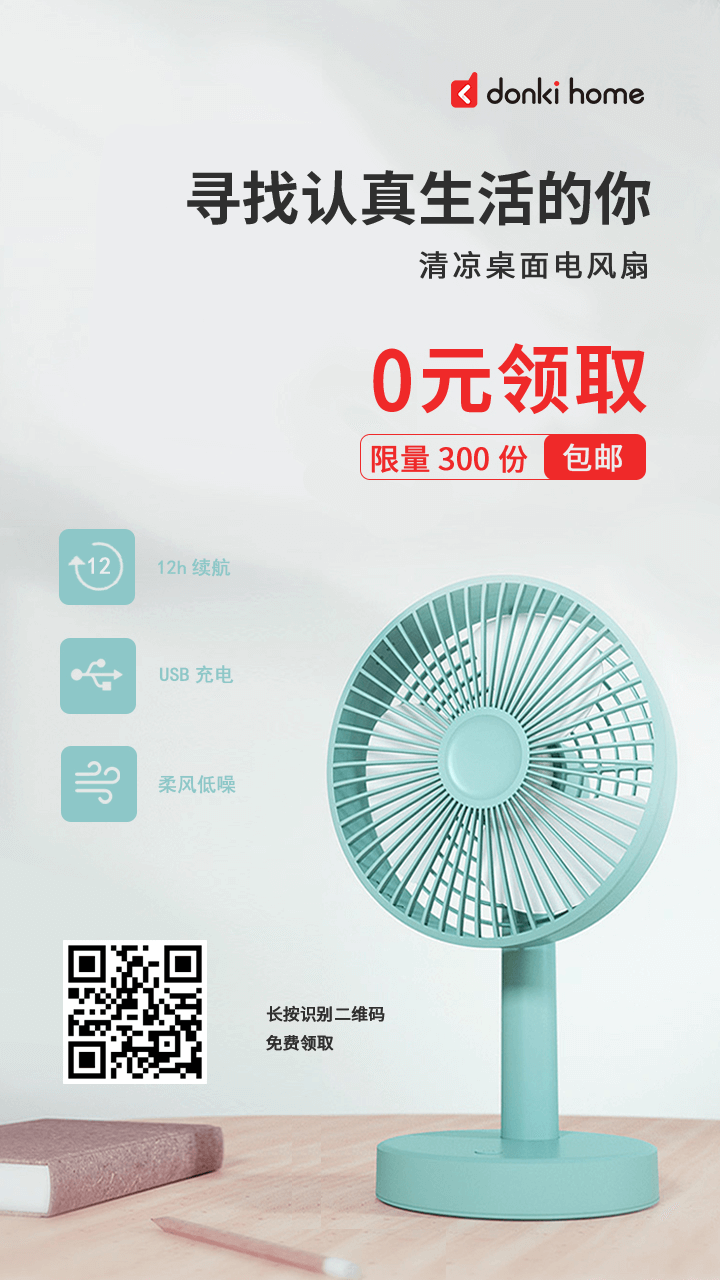 donki home
寻找认真生活的你
清凉桌面电风扇
0元领取
限量 300 份 包邮
12 12h 续航
USB 充电
柔风低噪
长按识别二维码
免费领取